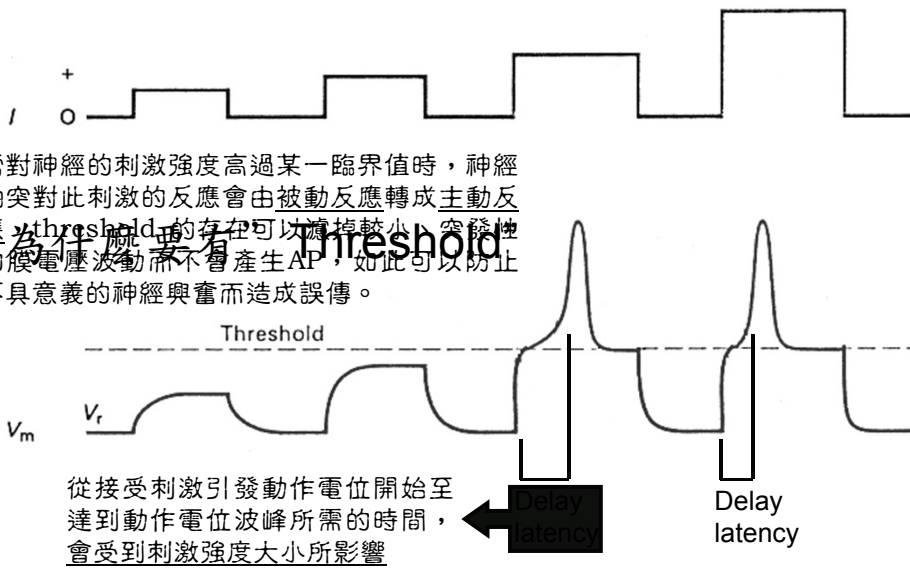 +
I O
當對神經的刺激強度高過某一臨界值時，神經
軸突對此刺激的反應會由被動反應轉成主動反
threshold 的存在可以濾掉較小、突發性
為什麼要有” Threshold”
的膜電壓波動而不會產生AP，如此可以防止
不具意義的神經興奮而造成誤傳。
Threshold
Vr
Vm
從接受刺激引發動作電位開始至
達到動作電位波峰所需的時間，
會受到刺激強度大小所影響
Delay
latency
Delay
latency